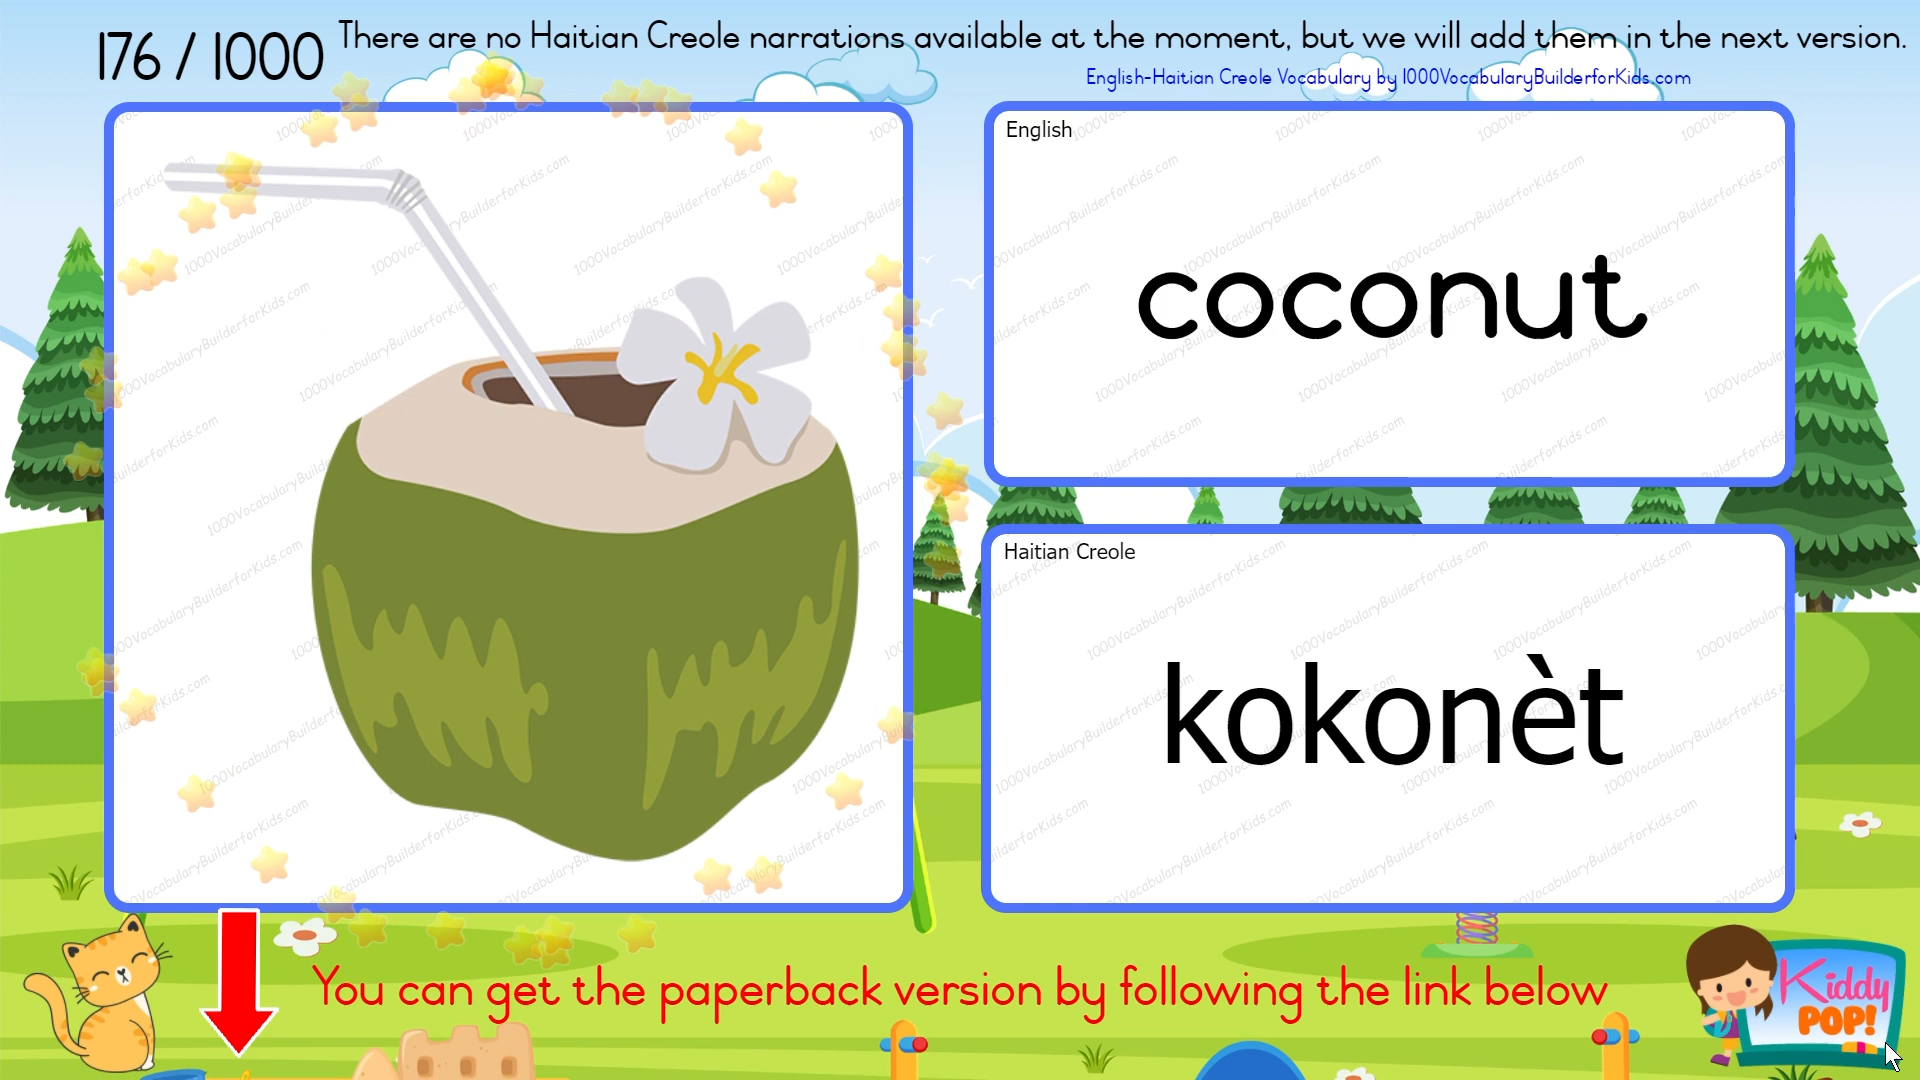 176 / 1000
There are no Haitian Creole narrations available at the moment, but we will add them in the next version.
English-Haitian Creole Vocabulary by 1000VocabularyBuilderforKids.com
English
coconut
Haitian Creole
kokonèt
You can get the paperback version by following the link below
Kiddy
POP!
1000VocabularyBuilderforKids.com